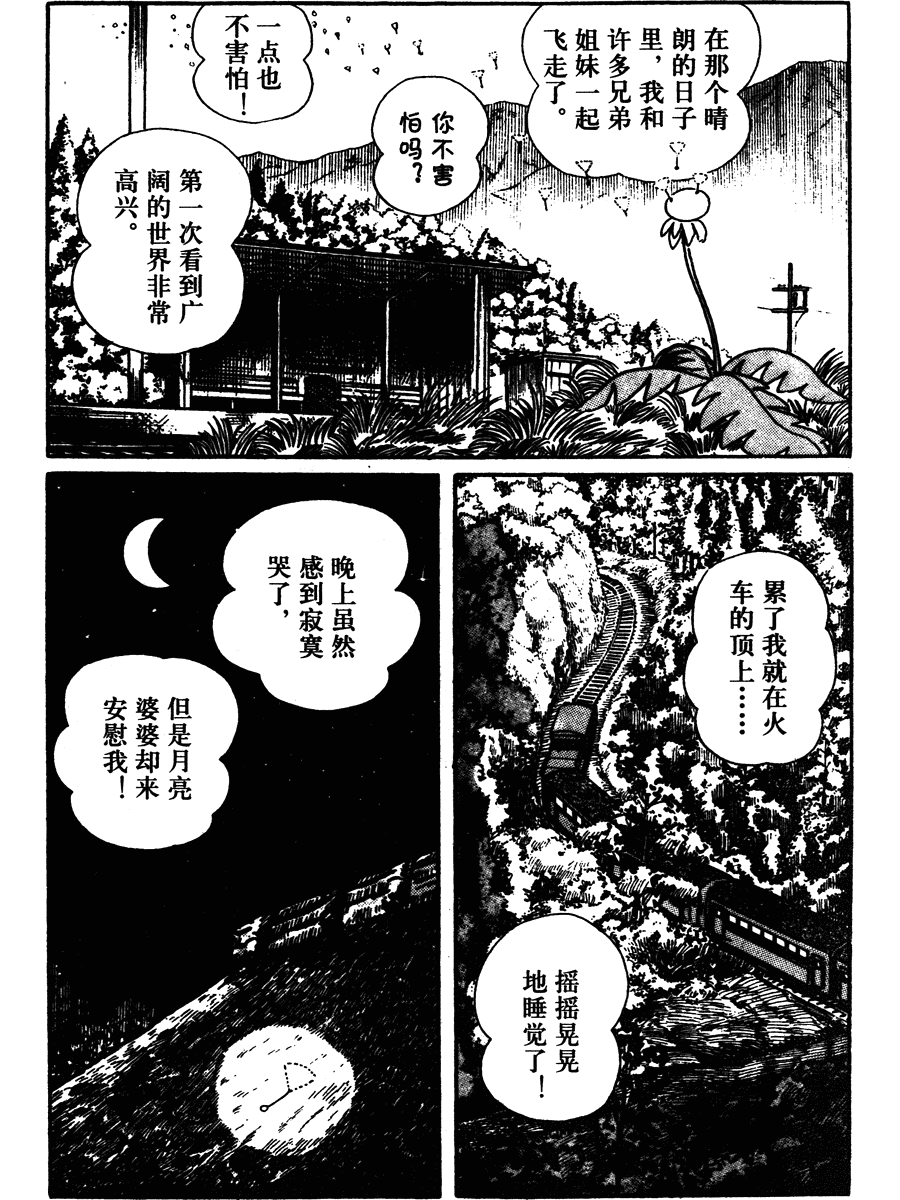 在那个晴
朗的日子
里，我和
许多兄弟
姐妹一起
飞走了。
你不害
怕吗？
一点也
不害怕！
第一次看到广
阔的世界非常
高兴。
累了我就在火
车的顶上……
摇摇晃晃
地睡觉了！
晚上虽然
感到寂寞
哭了，
但是月亮
婆婆却来
安慰我！